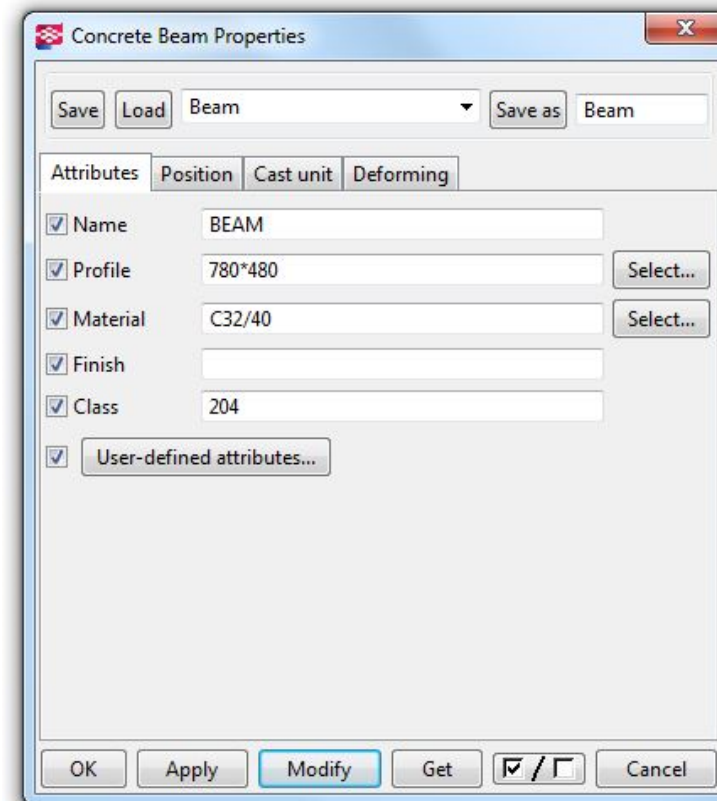 Concrete Beam Properties
Save Load Beam Save as Beam
Attributes Position Cast unit Deforming
Name BEAM
Profile 780*480 Select...
Material C32/40 Select...
Finish
Class 204
User-defined attributes...
OK Apply Modify Get / Cancel